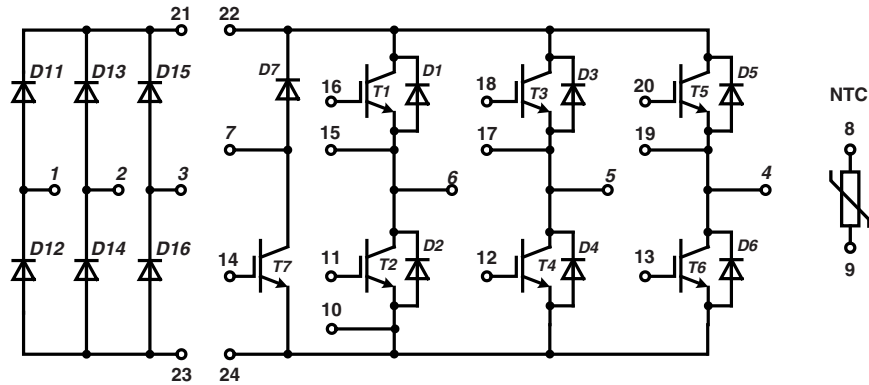 21 22
D11 D13 D15 D7 D1 D3 D5
16 T1 18 T3 20 T5 NTC
7 15 17 19 8
1 2 3 6 5 4
D12 D14 D16 D2 D4 D6
14 T7 11 T2 12 T4 13 T6 9
10
23 24